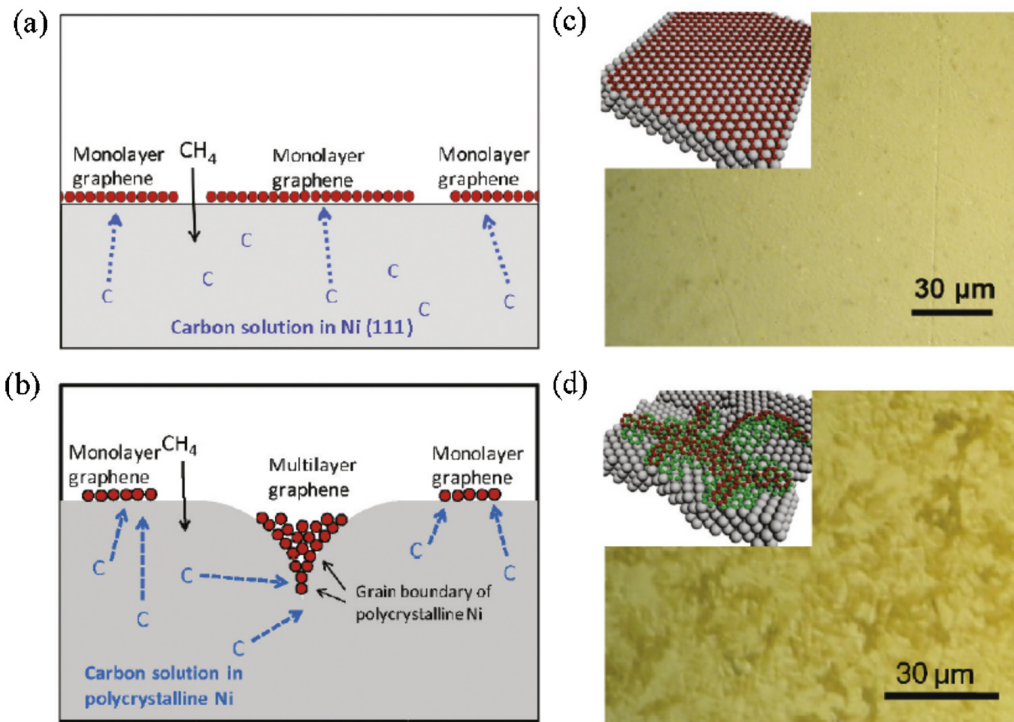 (a)
Monolayer
graphene
CH4
Monolayer
graphene
Monolayer
graphene
C
C
C
C
C
C
C
Carbon solution in Ni (111)
(c)
30 µm
(b)
Monolayer
graphene
CH4
Multilayer
graphene
Monolayer
graphene
C
C
C
C
C
C
Grain boundary of
polycrystalline Ni
Carbon solution in
polycrystalline Ni
(d)
30 µm